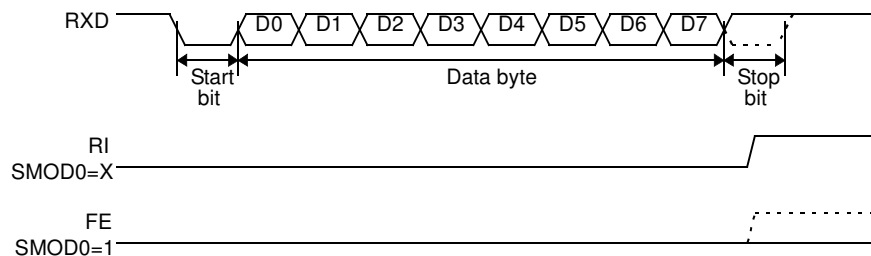 RXD D0 D1 D2 D3 D4 D5 D6 D7
Start bit
Data byte
Stop bit
RI
SMOD0=X
FE
SMOD0=1